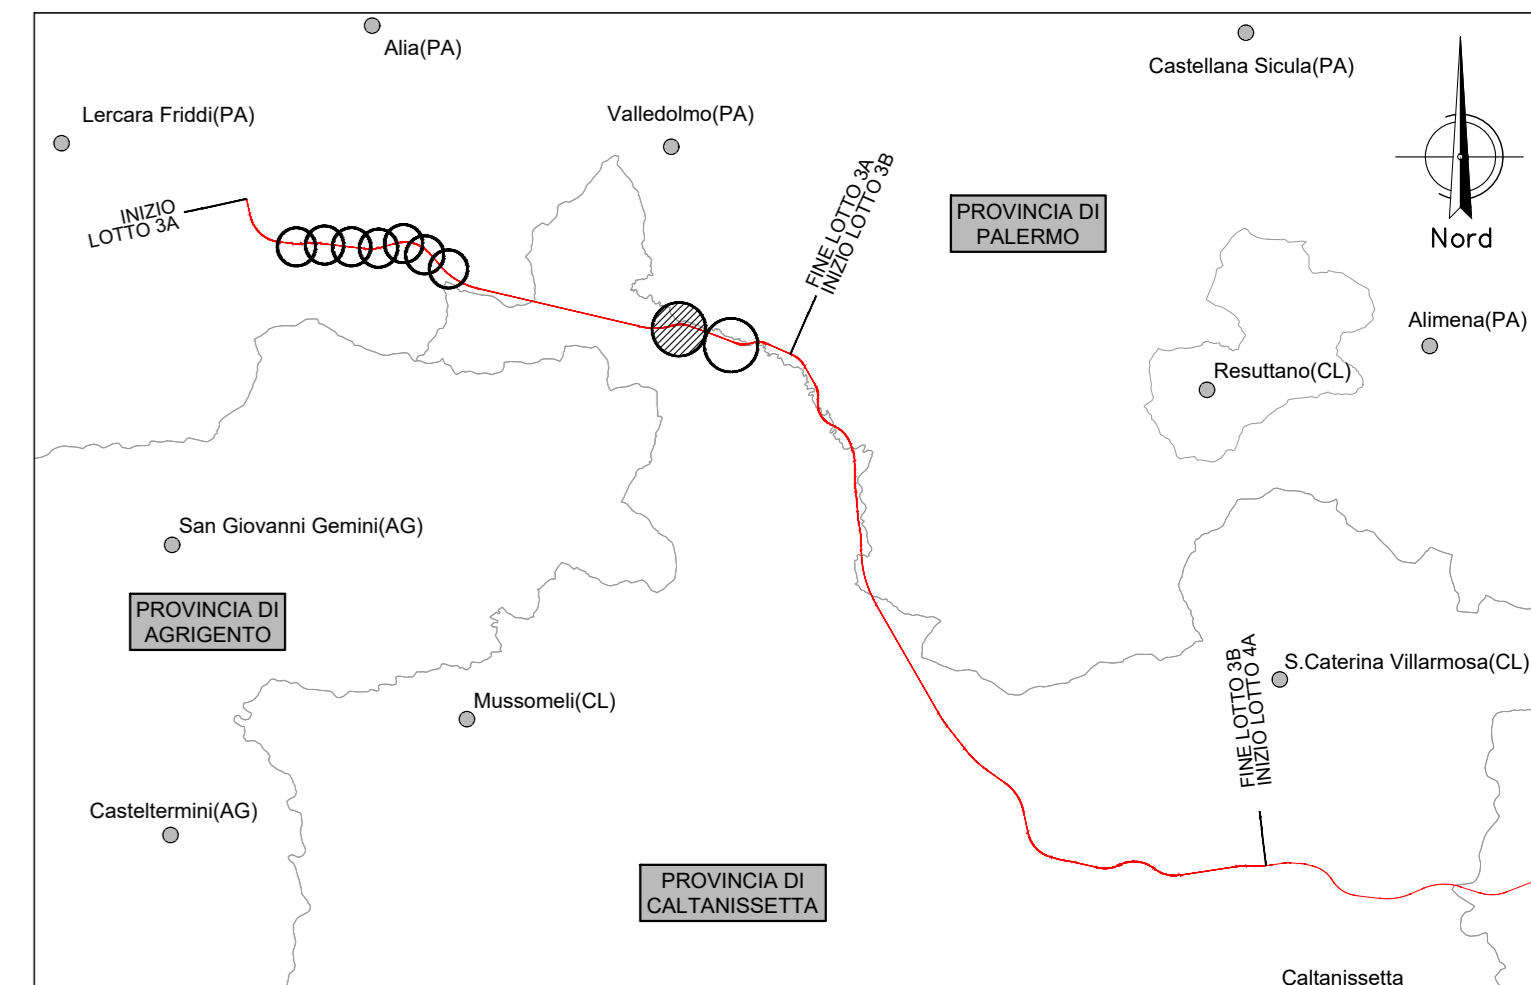 Alia(PA)
Castellana Sicula(PA)
Lercara Friddi(PA)
Valledolmo(PA)
INIZIO
LOTTO 3A
FINE LOTTO 3A
INIZIO LOTTO 3B
PROVINCIA DI
PALERMO
Nord
Alimena(PA)
Resuttano(CL)
San Giovanni Gemini(AG)
PROVINCIA DI
AGRIGENTO
FINE LOTTO 3B
INIZIO LOTTO 4A
S.Caterina Villarmosa(CL)
Mussomeli(CL)
Casteltermini(AG)
PROVINCIA DI
CALTANISSETTA
Caltanissetta